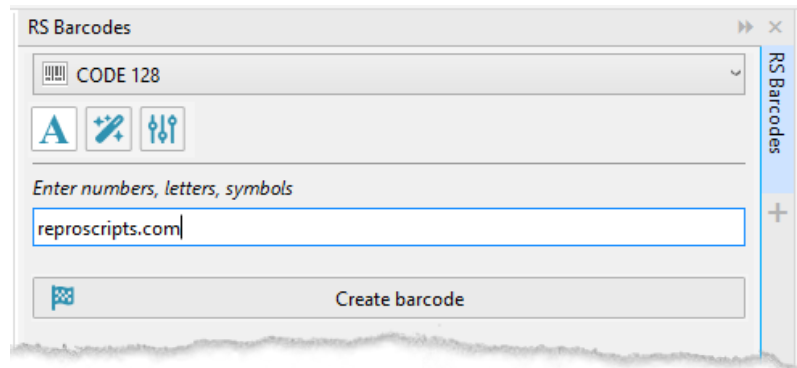 RS Barcodes
CODE 128
A
Enter numbers, letters, symbols
reproscripts.com
Create barcode
RS Barcodes